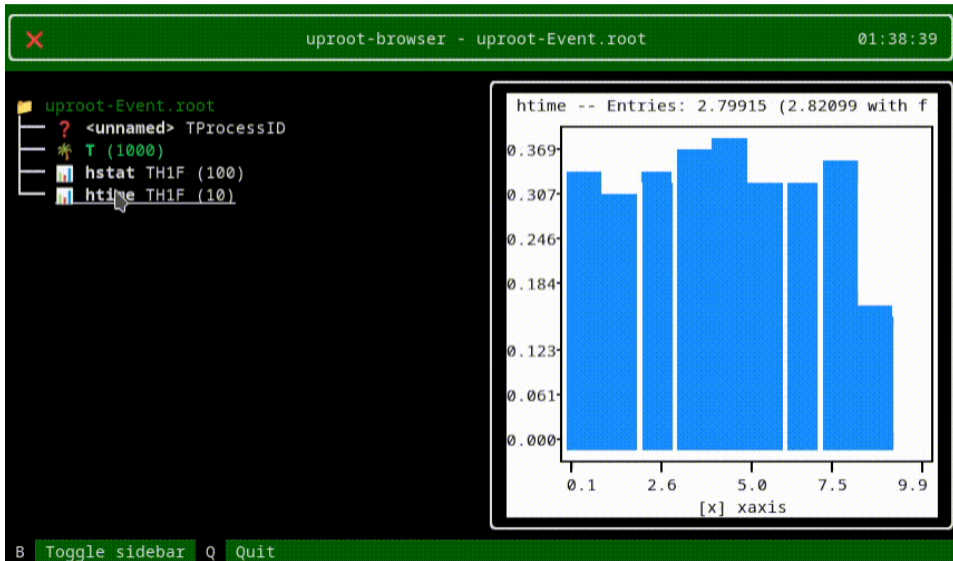 uproot-browser - uproot-Event.root 01:38:39
uproot-Event.root
<unnamed> TProcessID
T (1000)
hstat TH1F (100)
htime TH1F (10)
htime -- Entries: 2.79915 (2.82099 with f
0.369
0.307
0.246
0.184
0.123
0.061
0.000
0.1 2.6 5.0 7.5 9.9
[x] xaxis
B Toggle sidebar Q Quit